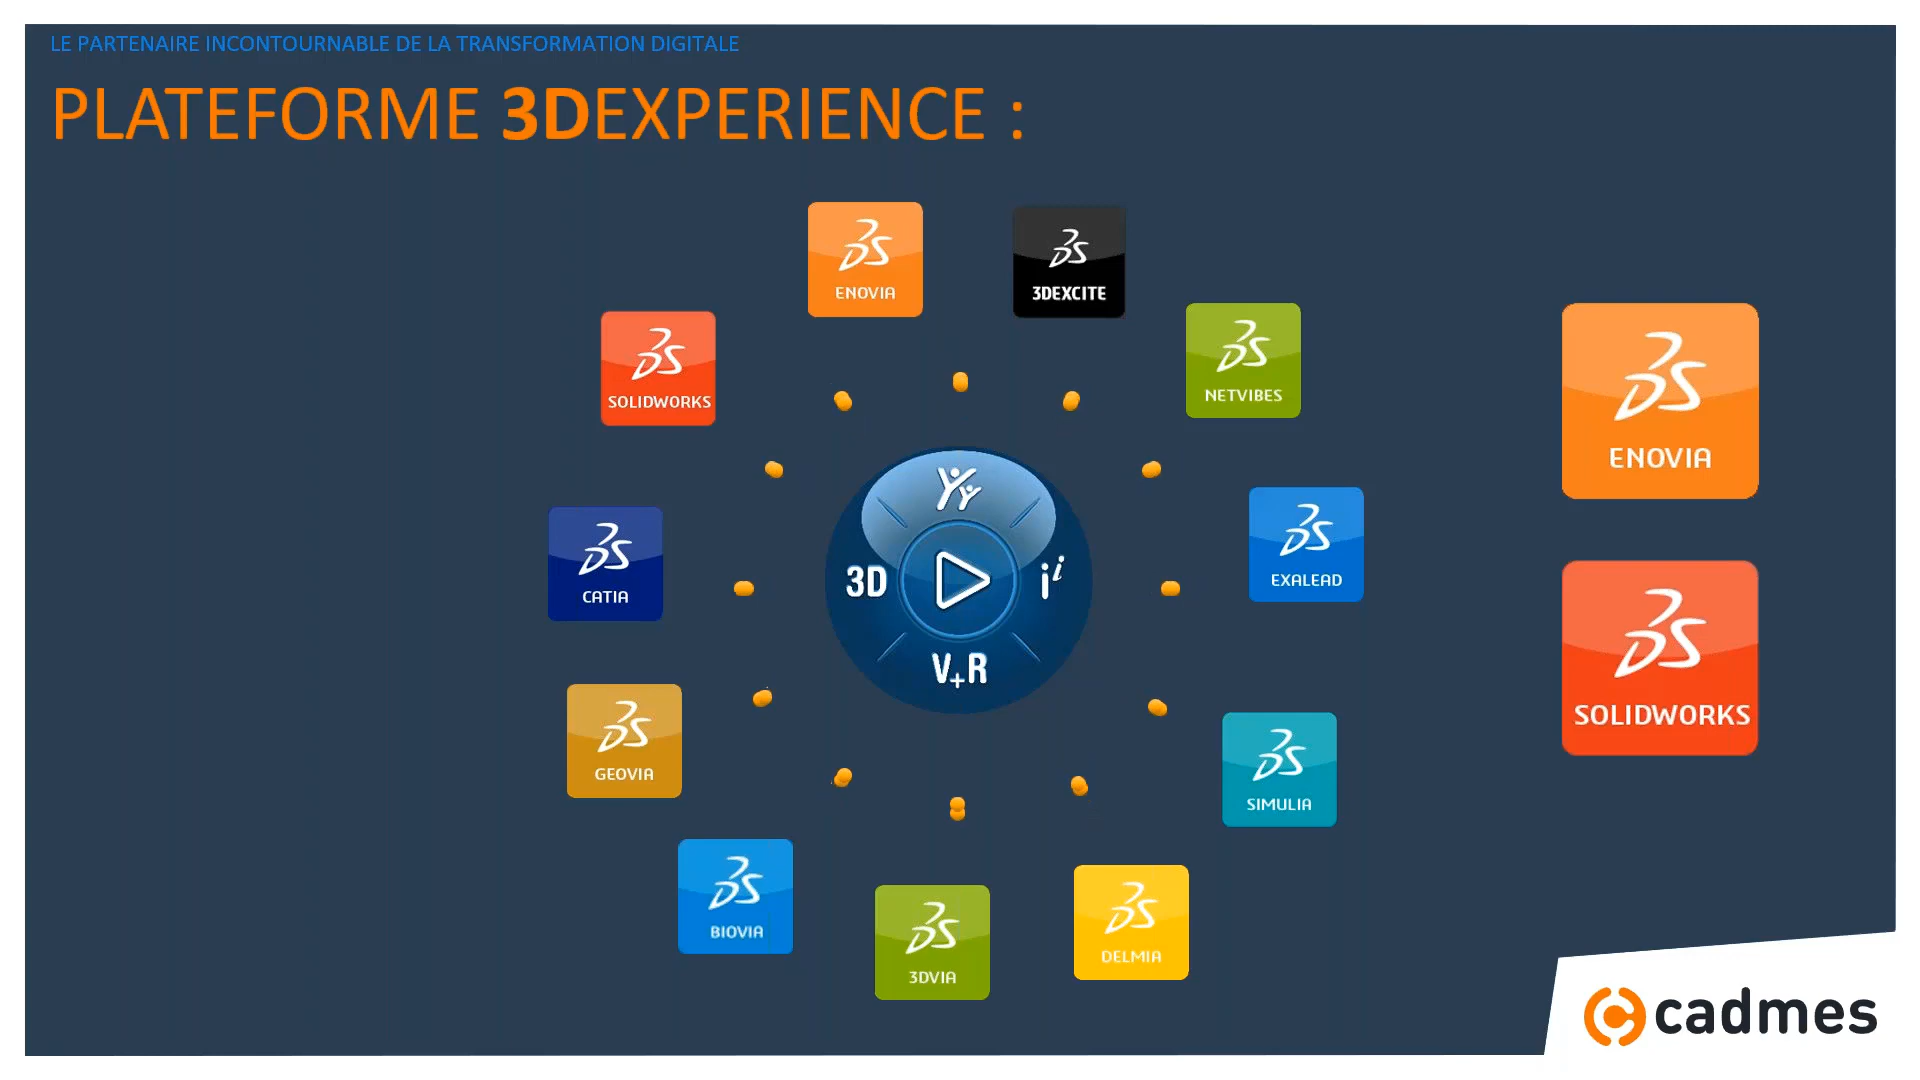 LE PARTENAIRE INCONTOURNABLE DE LA TRANSFORMATION DIGITALE
PLATEFORME 3DEXPERIENCE :
ENOVIA
3DEXCITE
NETVIBES
SOLIDWORKS
ENOVIA
EXALEAD
CATIA
3D
i i
V+R
SOLIDWORKS
GEOVIA
SIMULIA
BIOVIA
3DVIA
DELMIA
cadmes